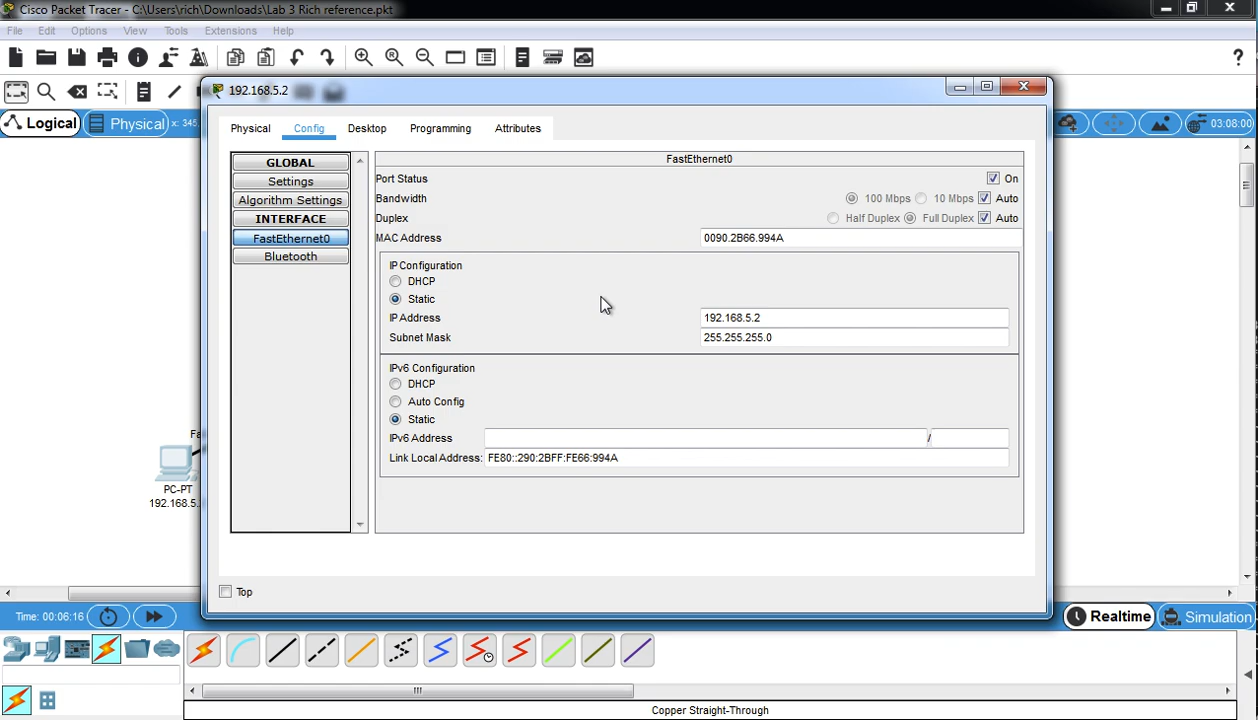 Cisco Packet Tracer - C:\Users\rich\Downloads\Lab 3 Rich reference.pkt
File Edit Options View Tools Extensions Help
?
192.168.5.2
Logical Physical x: 345 03:08:00
Physical Config Desktop Programming Attributes
GLOBAL
Settings
Algorithm Settings
INTERFACE
FastEthernet0
Bluetooth
FastEthernet0
Port Status On
Bandwidth 100 Mbps 10 Mbps Auto
Duplex Half Duplex Full Duplex Auto
MAC Address 0090.2B66.994A
IP Configuration
DHCP
Static
IP Address 192.168.5.2
Subnet Mask 255.255.255.0
IPv6 Configuration
DHCP
Auto Config
Static
IPv6 Address /
Link Local Address: FE80::290:2BFF:FE66:994A
Fa
PC-PT
192.168.5.
Top
Time: 00:06:16 Realtime Simulation
Copper Straight-Through